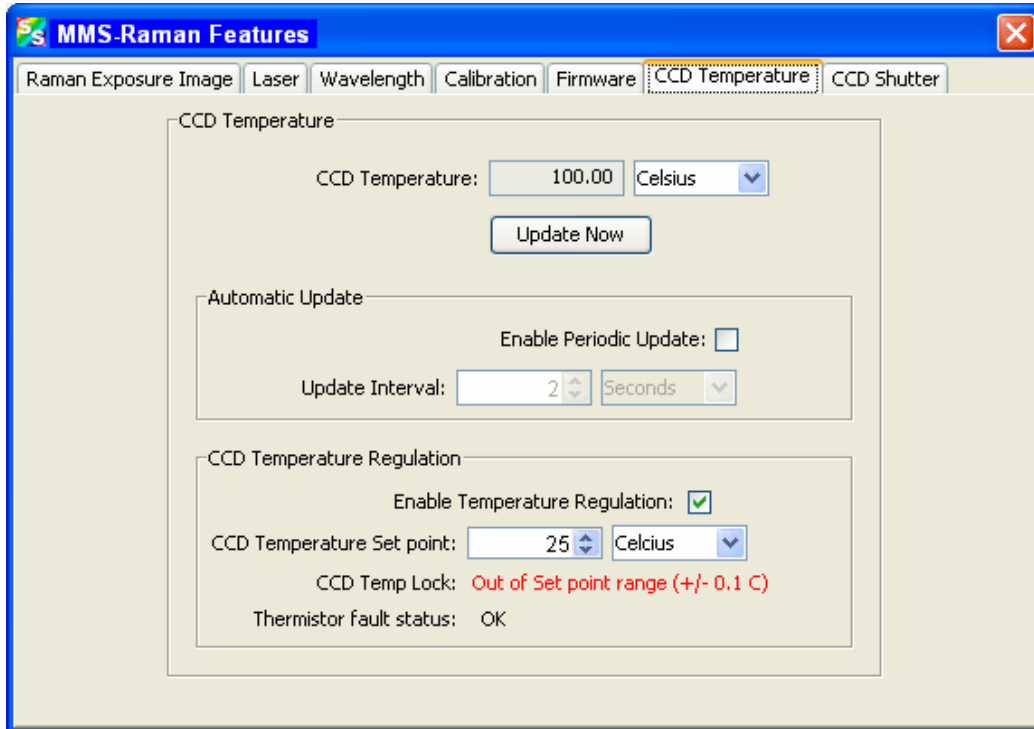 SS MMS-Raman Features
Raman Exposure Image Laser Wavelength Calibration Firmware CCD Temperature CCD Shutter
CCD Temperature
CCD Temperature: 100.00 Celsius
Update Now
Automatic Update
Enable Periodic Update:
Update Interval: 2 Seconds
CCD Temperature Regulation
Enable Temperature Regulation:
CCD Temperature Set point: 25 Celcius
CCD Temp Lock: Out of Set point range (+/- 0.1 C)
Thermistor fault status: OK